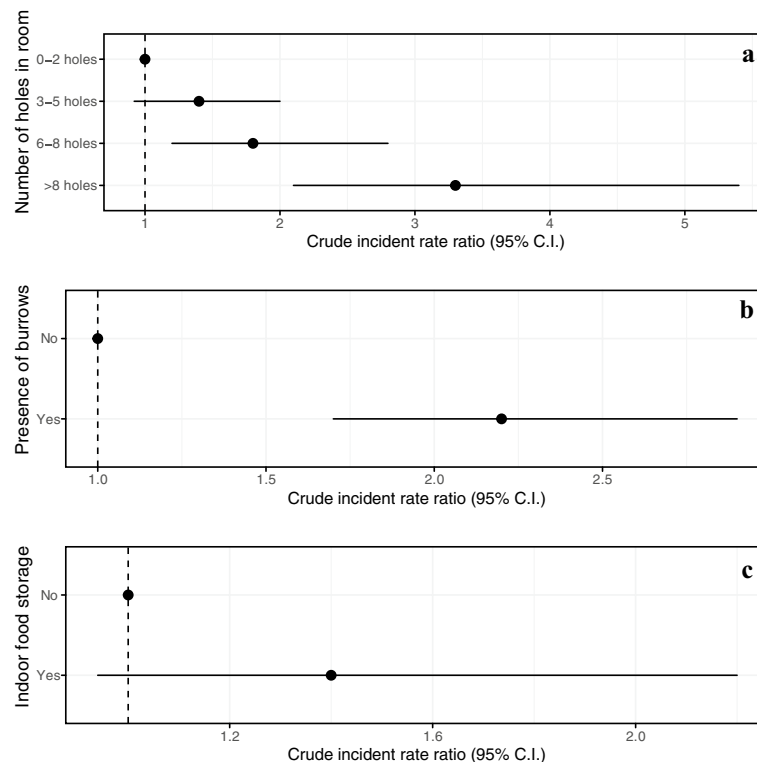 a
Number of holes in room
0−2 holes
3−5 holes
6−8 holes
>8 holes
1 2 3 4 5
Crude incident rate ratio (95% C.I.)
b
Presence of burrows
No
Yes
1.0 1.5 2.0 2.5
Crude incident rate ratio (95% C.I.)
c
Indoor food storage
No
Yes
1.2 1.6 2.0
Crude incident rate ratio (95% C.I.)